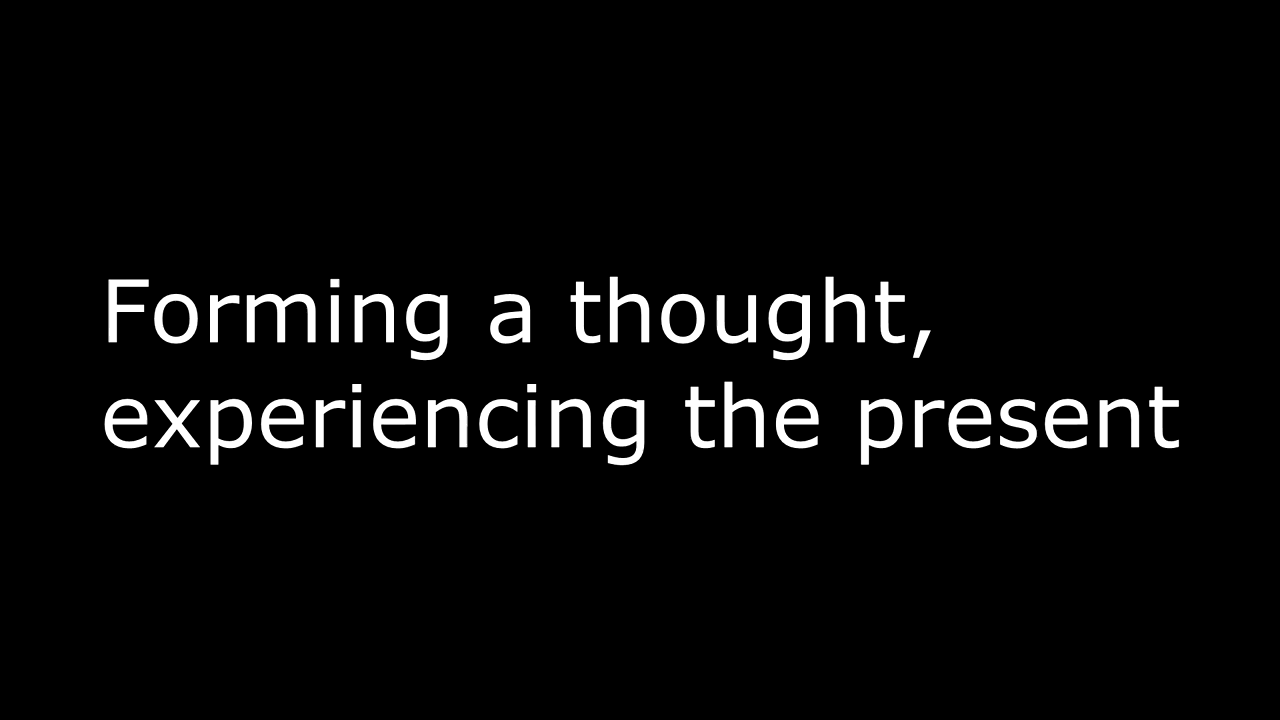 Forming a thought,
experiencing the present